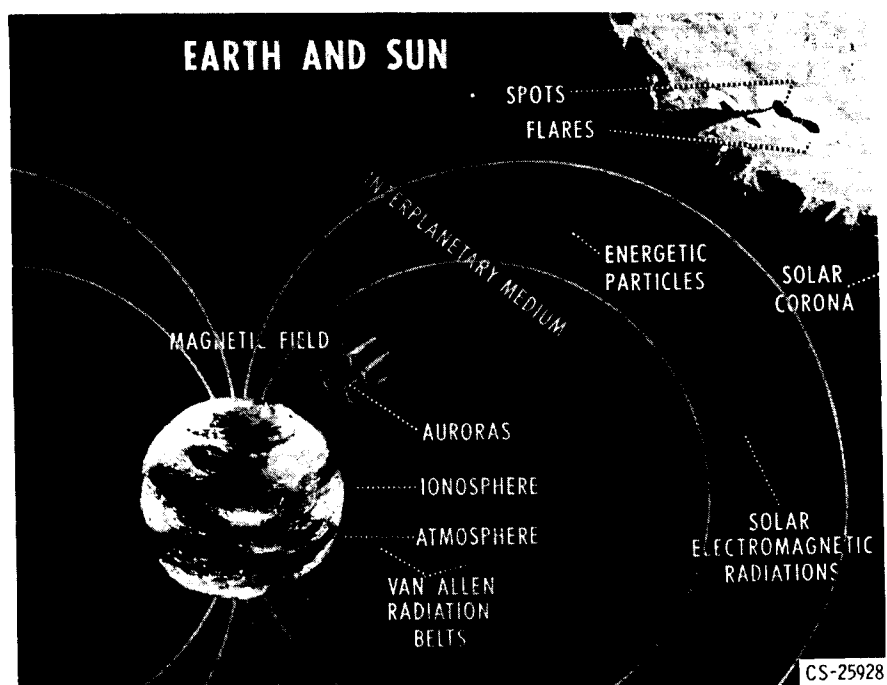 EARTH AND SUN
SPOTS
FLARES
INTERPLANETARY MEDIUM
ENERGETIC
PARTICLES
SOLAR
CORONA
MAGNETIC FIELD
AURORAS
IONOSPHERE
ATMOSPHERE
VAN ALLEN
RADIATION
BELTS
SOLAR
ELECTROMAGNETIC
RADIATIONS
CS-25928